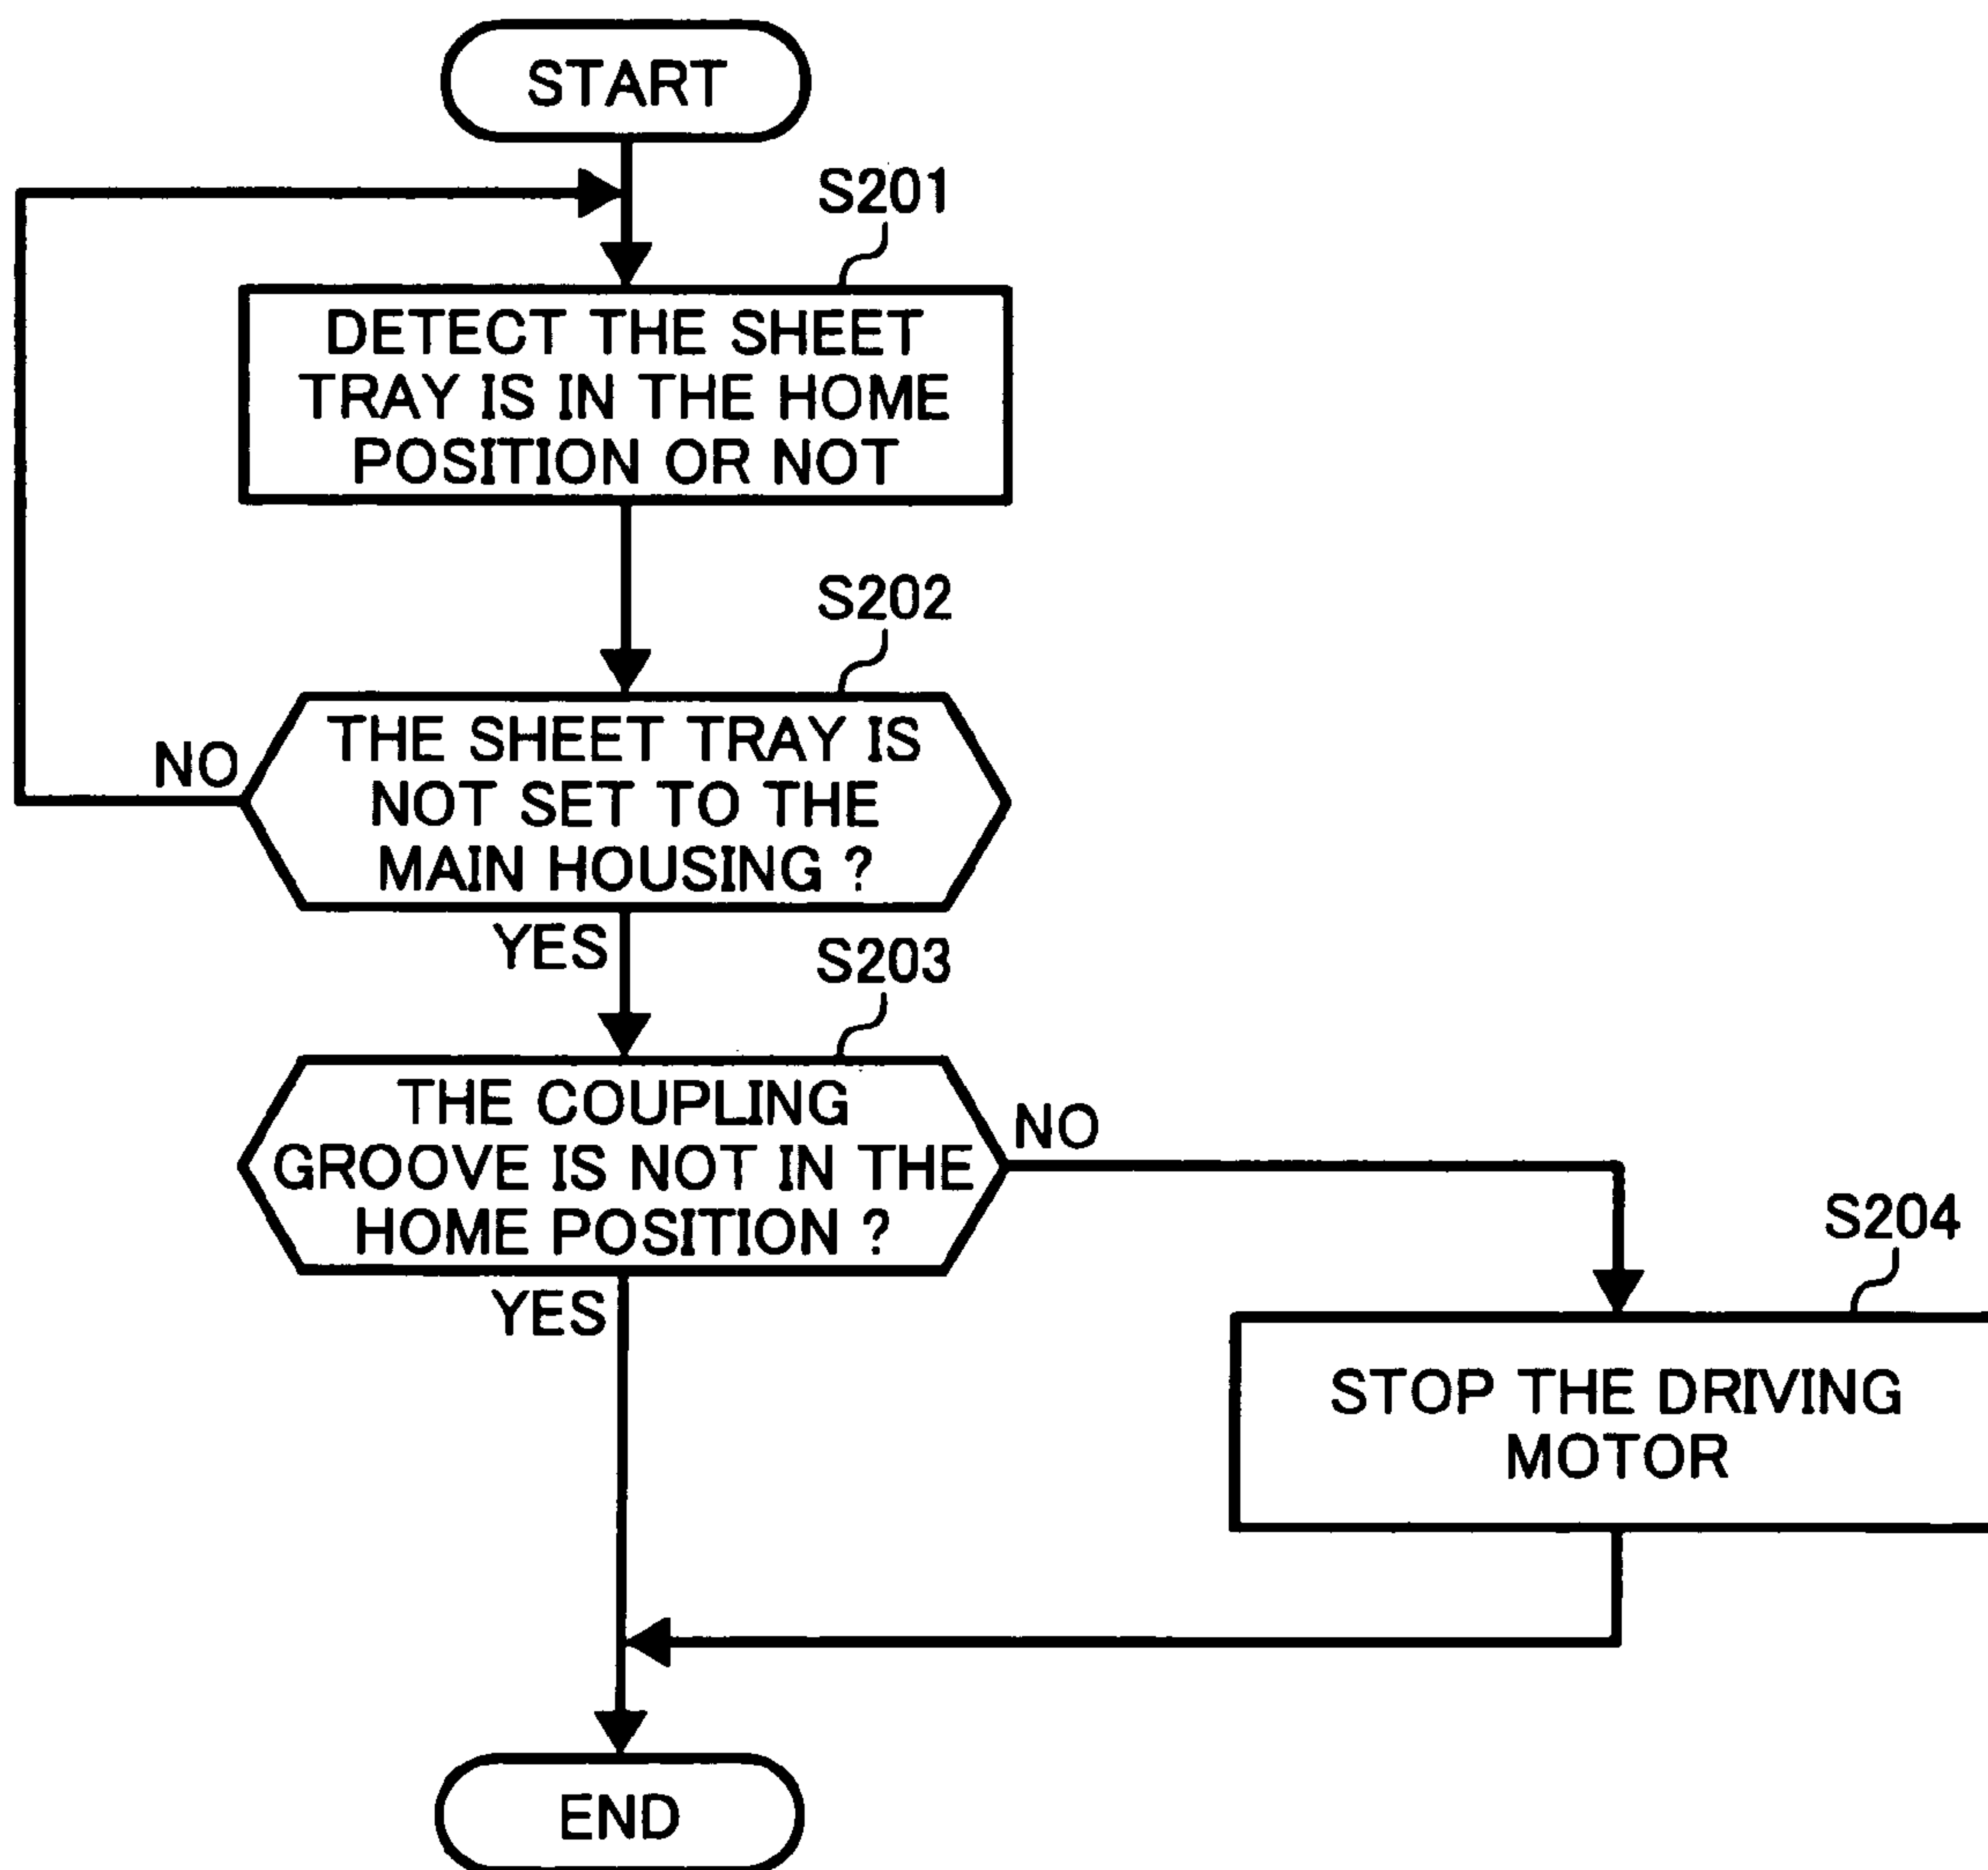 START
S201
DETECT THE SHEET
TRAY IS IN THE HOME
POSITION OR NOT
S202
THE SHEET TRAY IS
NOT SET TO THE
MAIN HOUSING ?
NO
YES
S203
THE COUPLING
GROOVE IS NOT IN THE
HOME POSITION ?
NO
YES
S204
STOP THE DRIVING
MOTOR
END